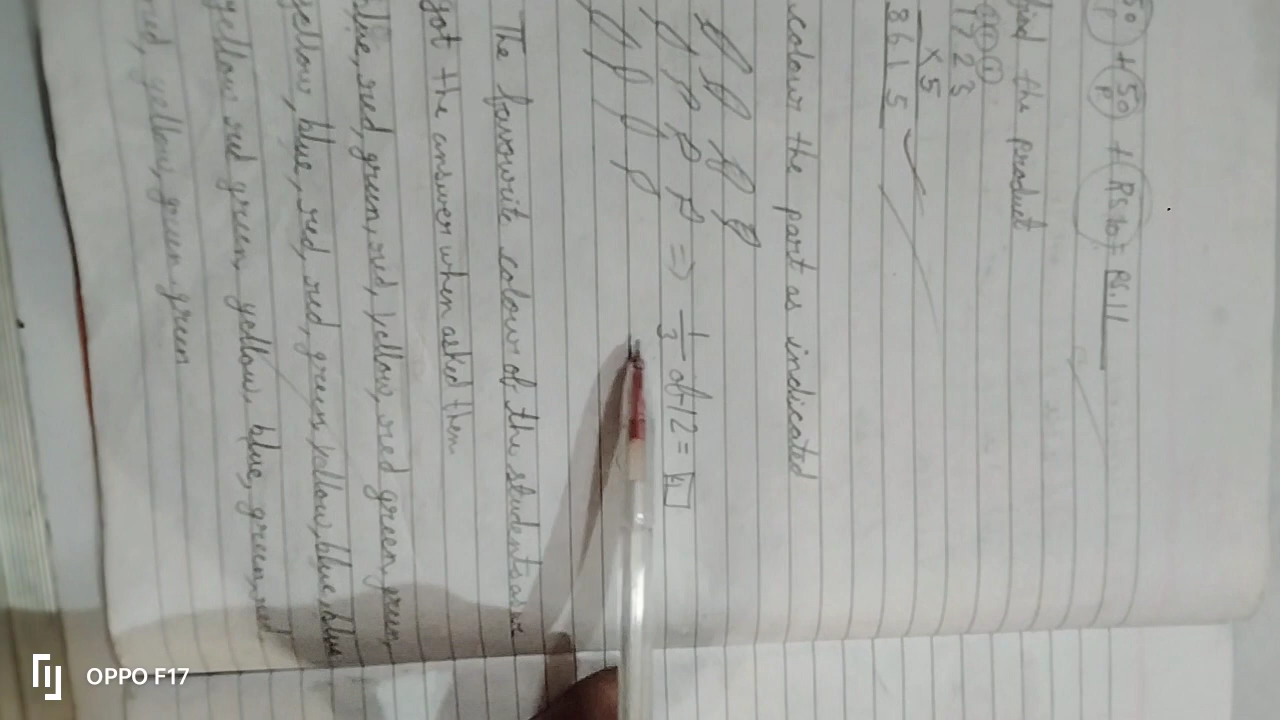 50 P + 50 P + Rs 10 = Rs. 11
find the product
1723
× 5
8615
colour the part as indicated
=> 1/3 of 12 = 4
The favourite colour of the students are
got the answer when asked them
blue, red, green, red, yellow, red green, green,
yellow, blue, red, red, green, yellow, blue, blue
yellow red green, yellow, blue, green, red
red, yellow, green, green
OPPO F17